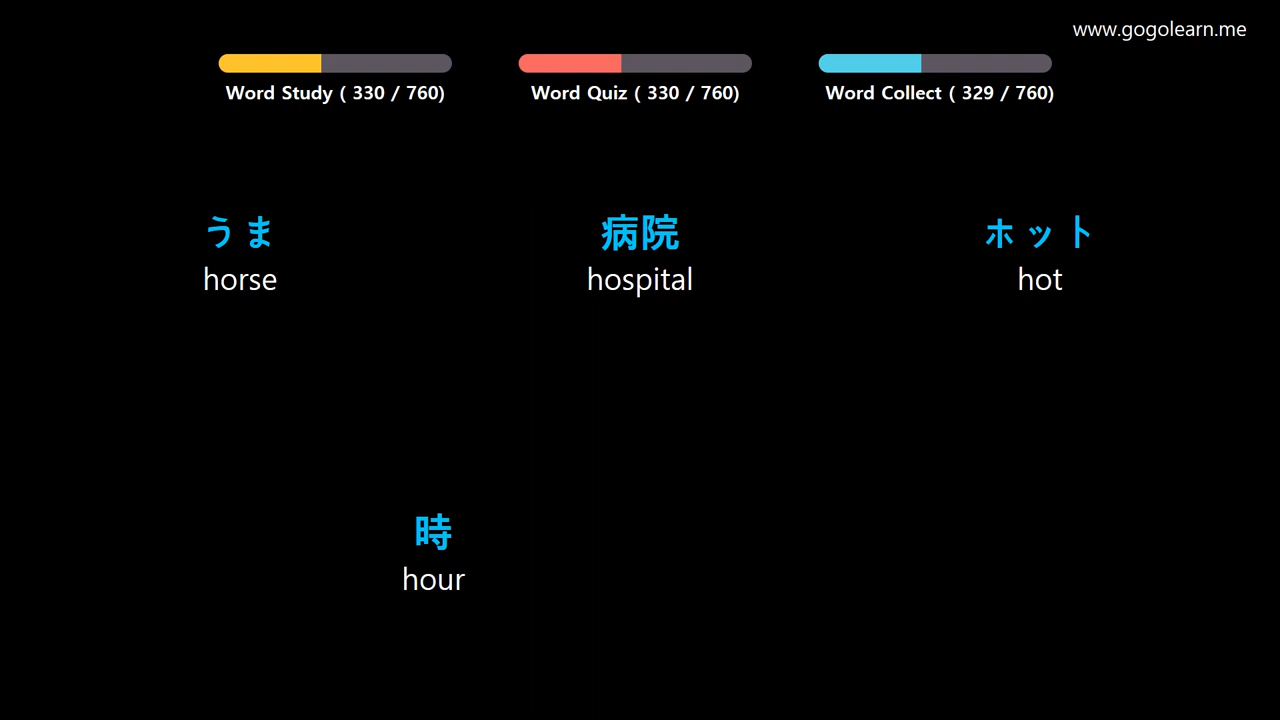 www.gogolearn.me
Word Study ( 330 / 760)
Word Quiz ( 330 / 760)
Word Collect ( 329 / 760)
うま
horse
病院
hospital
ホット
hot
時
hour